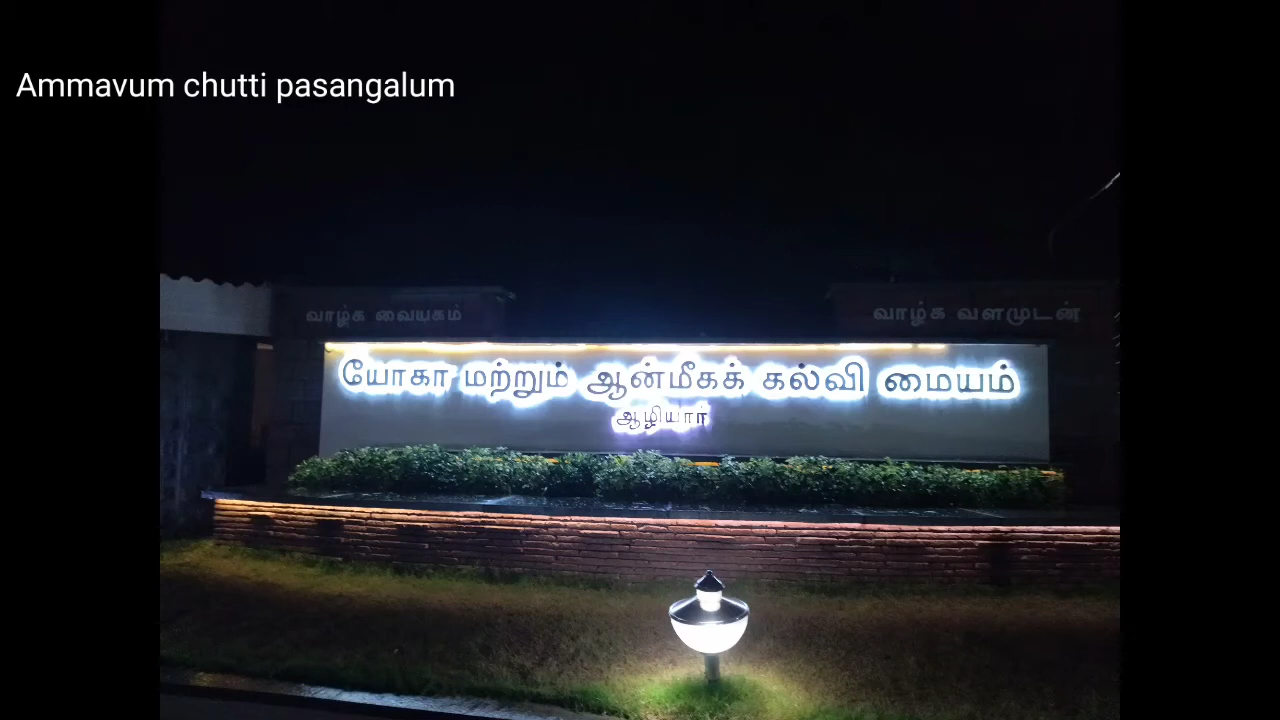 Ammavum chutti pasangalum
வாழ்க வையகம்
வாழ்க வளமுடன்
யோகா மற்றும் ஆன்மீகக் கல்வி மையம்
ஆழியார்